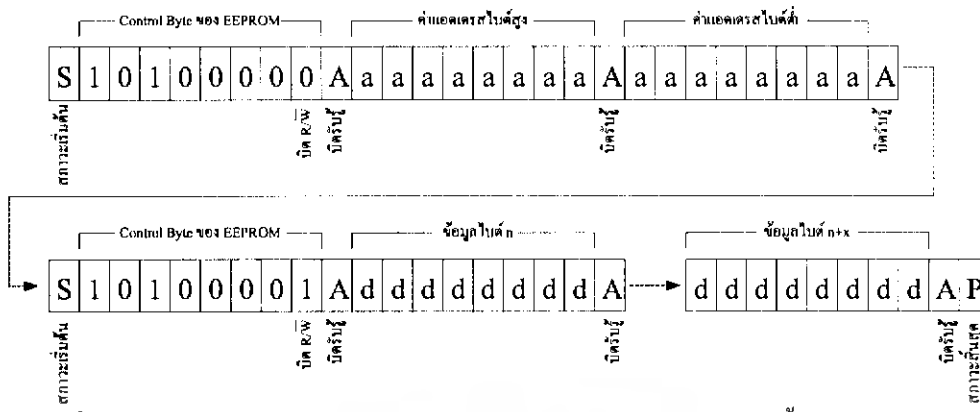 Control Byte ของ EEPROM ค่าแอดเดรสไบต์สูง ค่าแอดเดรสไบต์ต่ำ
S 1 0 1 0 0 0 0 0 A a a a a a a a a A a a a a a a a a A
สภาวะเริ่มต้น บิต R/W บิตรับรู้ บิตรับรู้ บิตรับรู้
Control Byte ของ EEPROM ข้อมูลไบต์ n ข้อมูลไบต์ n+x
S 1 0 1 0 0 0 0 1 A d d d d d d d d A d d d d d d d d A P
สภาวะเริ่มต้น บิต R/W บิตรับรู้ บิตรับรู้ บิตรับรู้ สภาวะสิ้นสุด